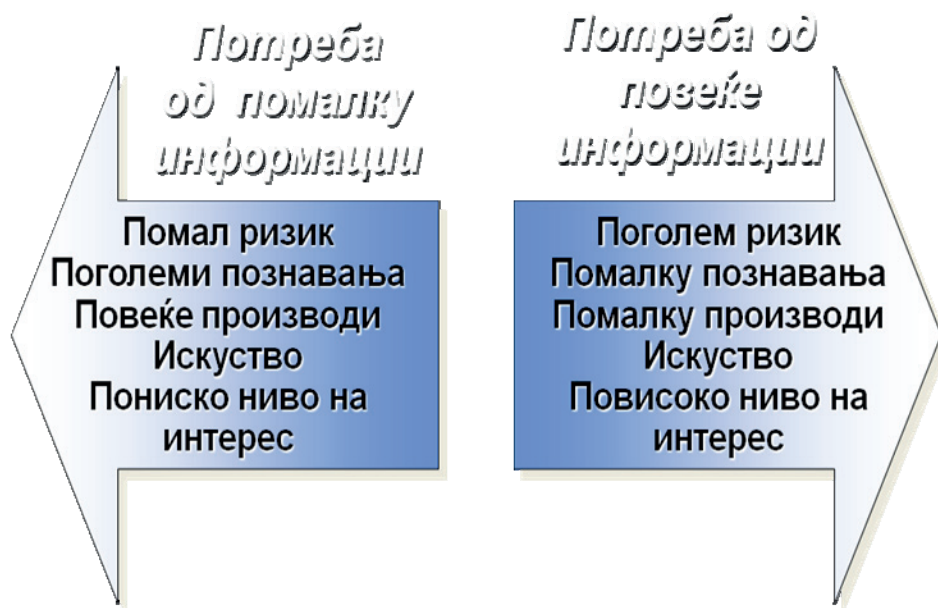 Потреба
од помалку
информации
Помал ризик
Поголеми познавања
Повеќе производи
Искуство
Пониско ниво на
интерес
Потреба од
повеќе
информации
Поголем ризик
Помалку познавања
Помалку производи
Искуство
Повисоко ниво на
интерес